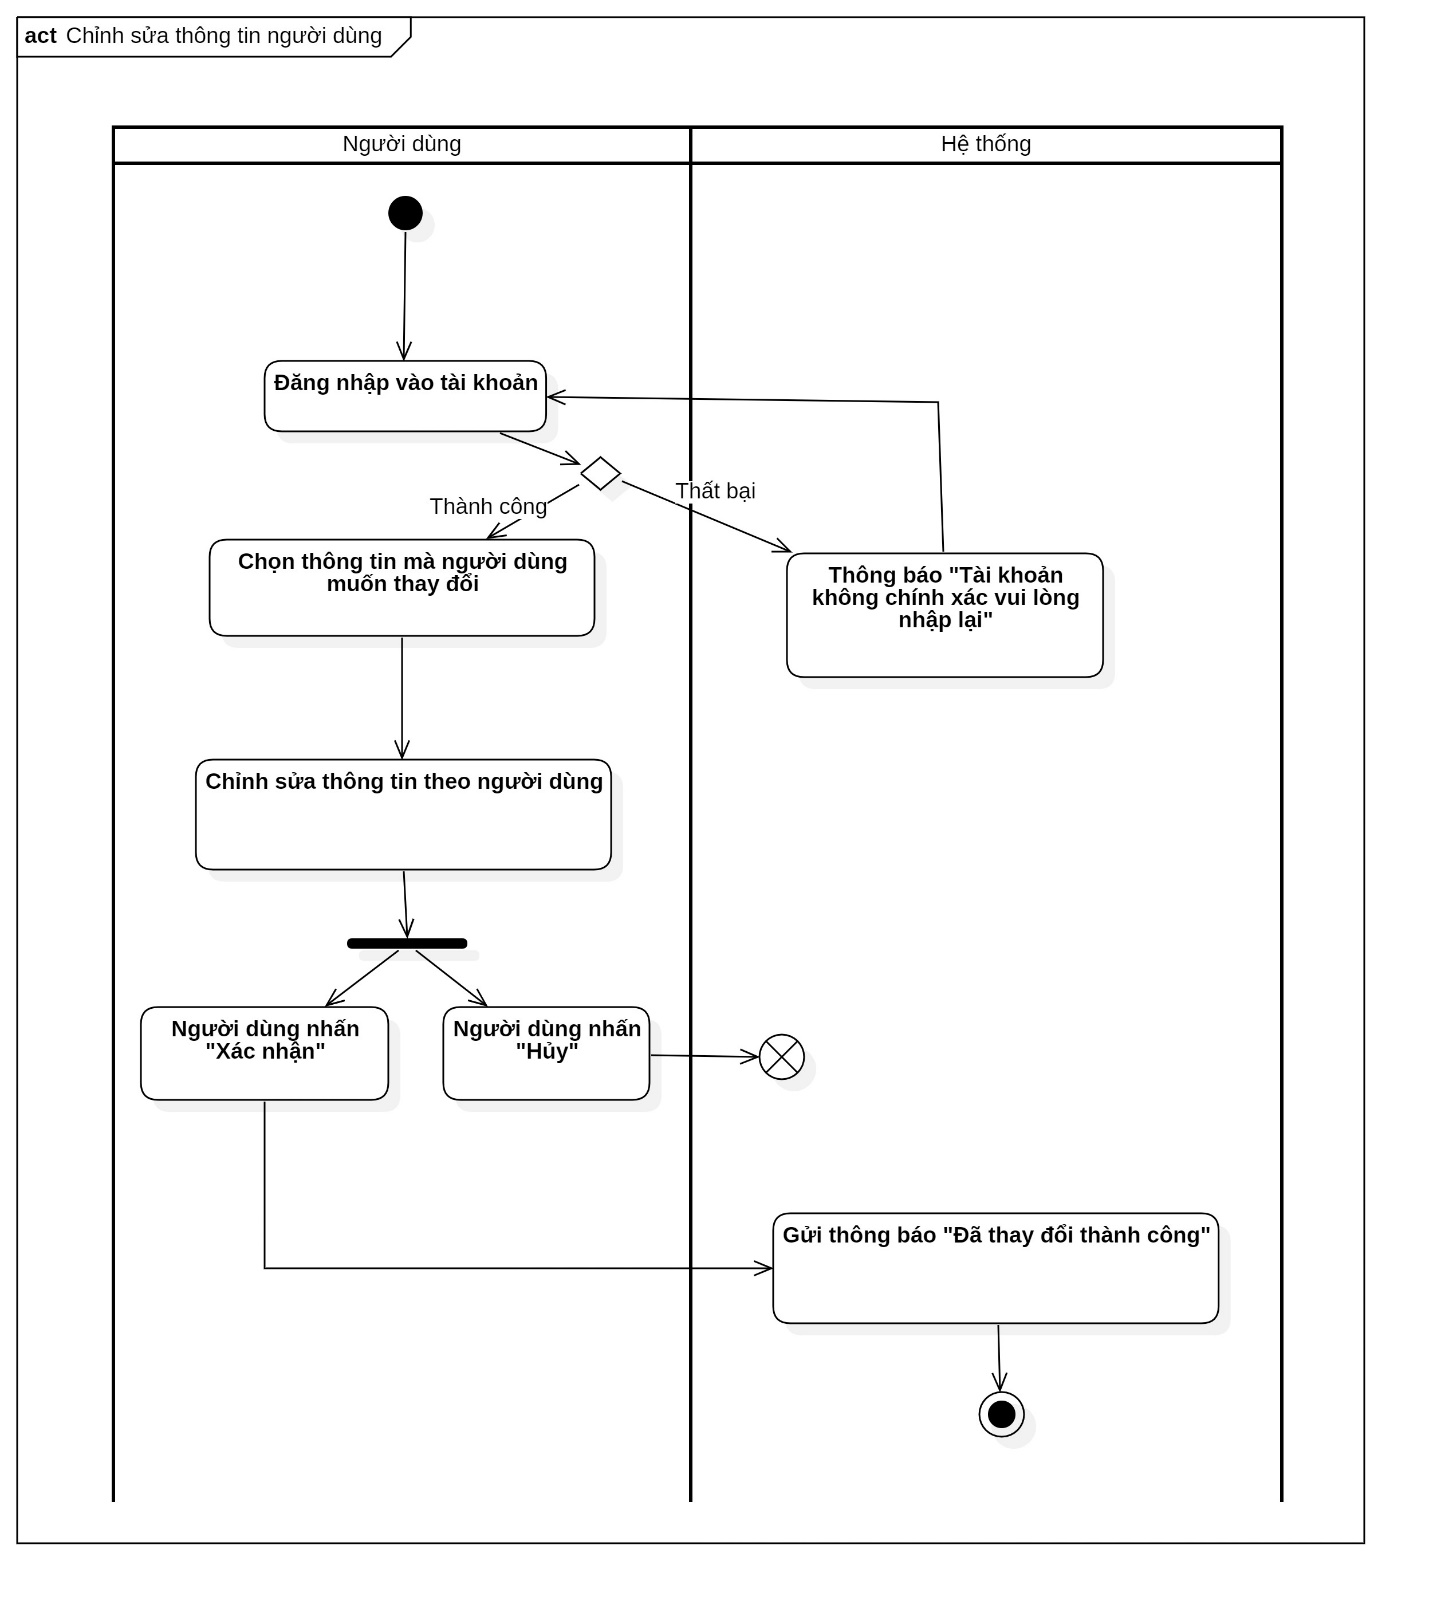 act Chỉnh sửa thông tin người dùng
Người dùng
Hệ thống
Đăng nhập vào tài khoản
Thất bại
Thành công
Chọn thông tin mà người dùng
muốn thay đổi
Thông báo "Tài khoản
không chính xác vui lòng
nhập lại"
Chỉnh sửa thông tin theo người dùng
Người dùng nhấn
"Xác nhận"
Người dùng nhấn
"Hủy"
Gửi thông báo "Đã thay đổi thành công"